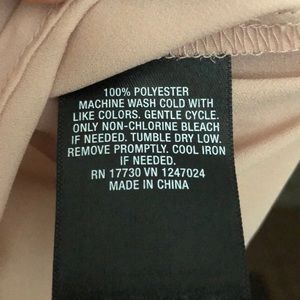 100% POLYESTER
MACHINE WASH COLD WITH
LIKE COLORS. GENTLE CYCLE.
ONLY NON-CHLORINE BLEACH
IF NEEDED. TUMBLE DRY LOW.
REMOVE PROMPTLY. COOL IRON
IF NEEDED.
RN 17730 VN 1247024
MADE IN CHINA